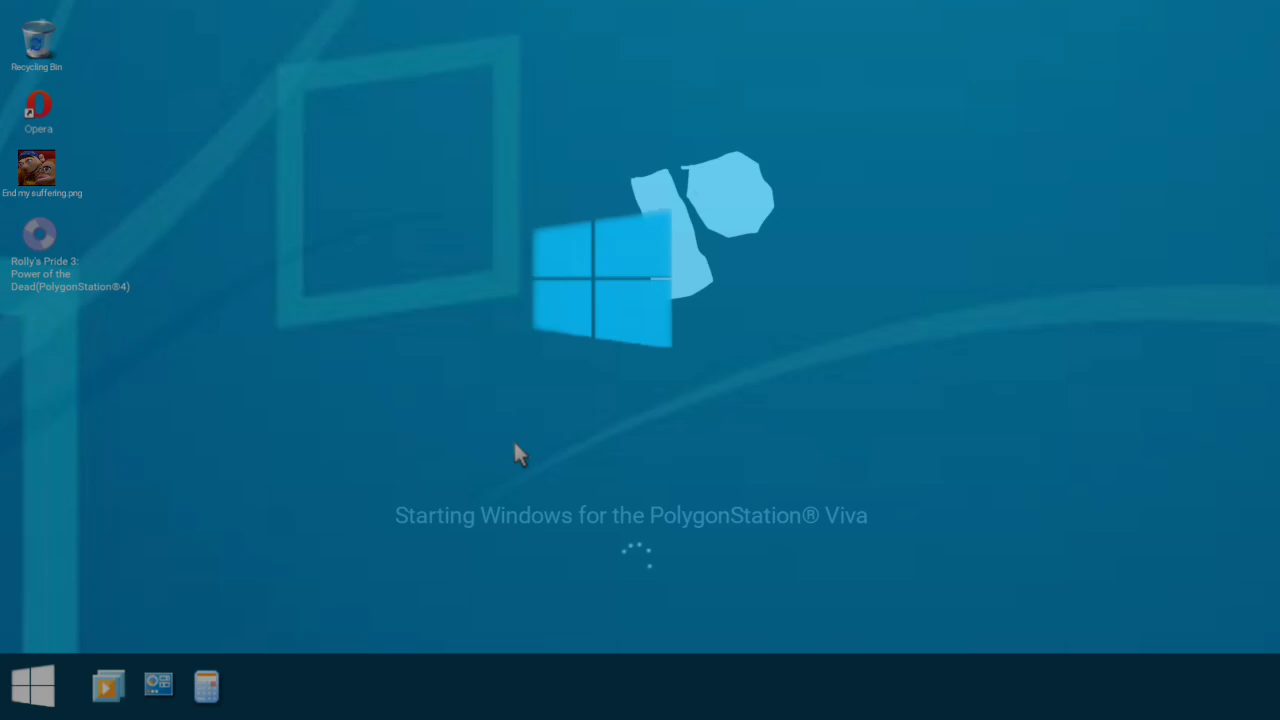 Recycling Bin
Opera
End my suffering.png
Rolly's Pride 3:
Power of the
Dead(PolygonStation®4)
Starting Windows for the PolygonStation® Viva